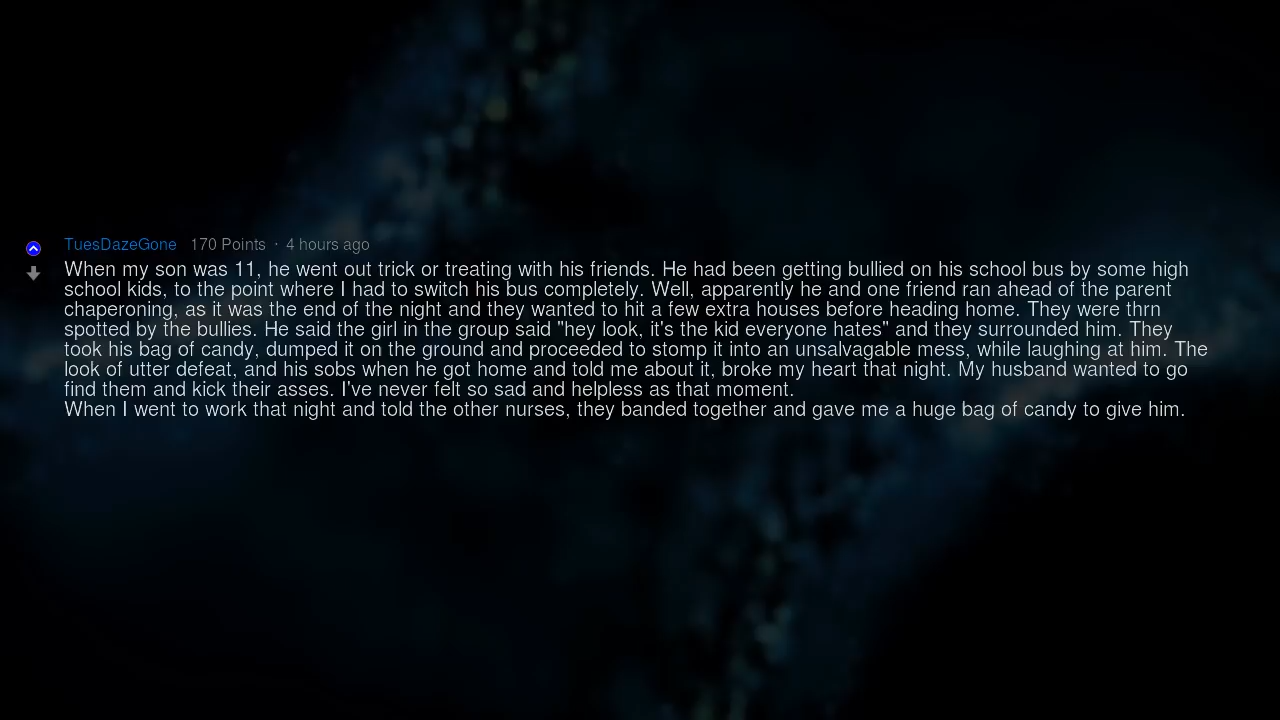 TuesDazeGone 170 Points · 4 hours ago
When my son was 11, he went out trick or treating with his friends. He had been getting bullied on his school bus by some high
school kids, to the point where I had to switch his bus completely. Well, apparently he and one friend ran ahead of the parent
chaperoning, as it was the end of the night and they wanted to hit a few extra houses before heading home. They were thrn
spotted by the bullies. He said the girl in the group said "hey look, it's the kid everyone hates" and they surrounded him. They
took his bag of candy, dumped it on the ground and proceeded to stomp it into an unsalvagable mess, while laughing at him. The
look of utter defeat, and his sobs when he got home and told me about it, broke my heart that night. My husband wanted to go
find them and kick their asses. I've never felt so sad and helpless as that moment.
When I went to work that night and told the other nurses, they banded together and gave me a huge bag of candy to give him.